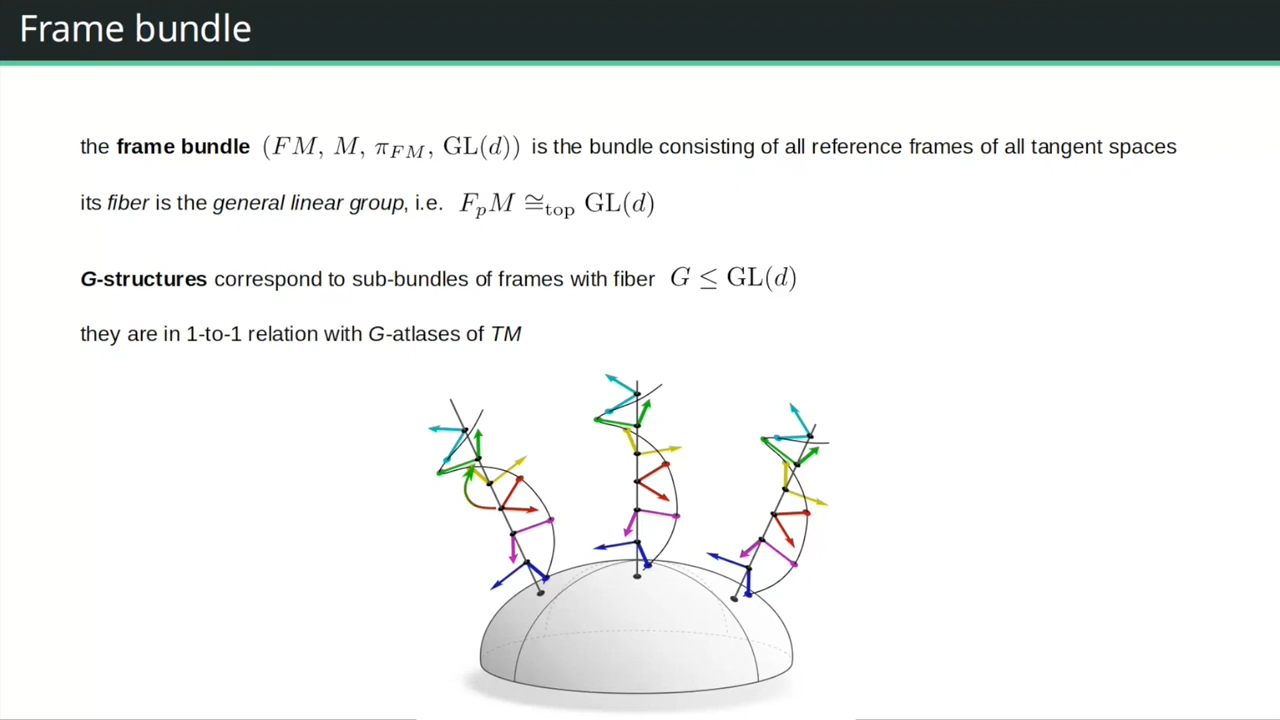 Frame bundle
the frame bundle (FM, M, π_FM, GL(d)) is the bundle consisting of all reference frames of all tangent spaces
its fiber is the general linear group, i.e. F_pM ≅_top GL(d)
G-structures correspond to sub-bundles of frames with fiber G ≤ GL(d)
they are in 1-to-1 relation with G-atlases of TM